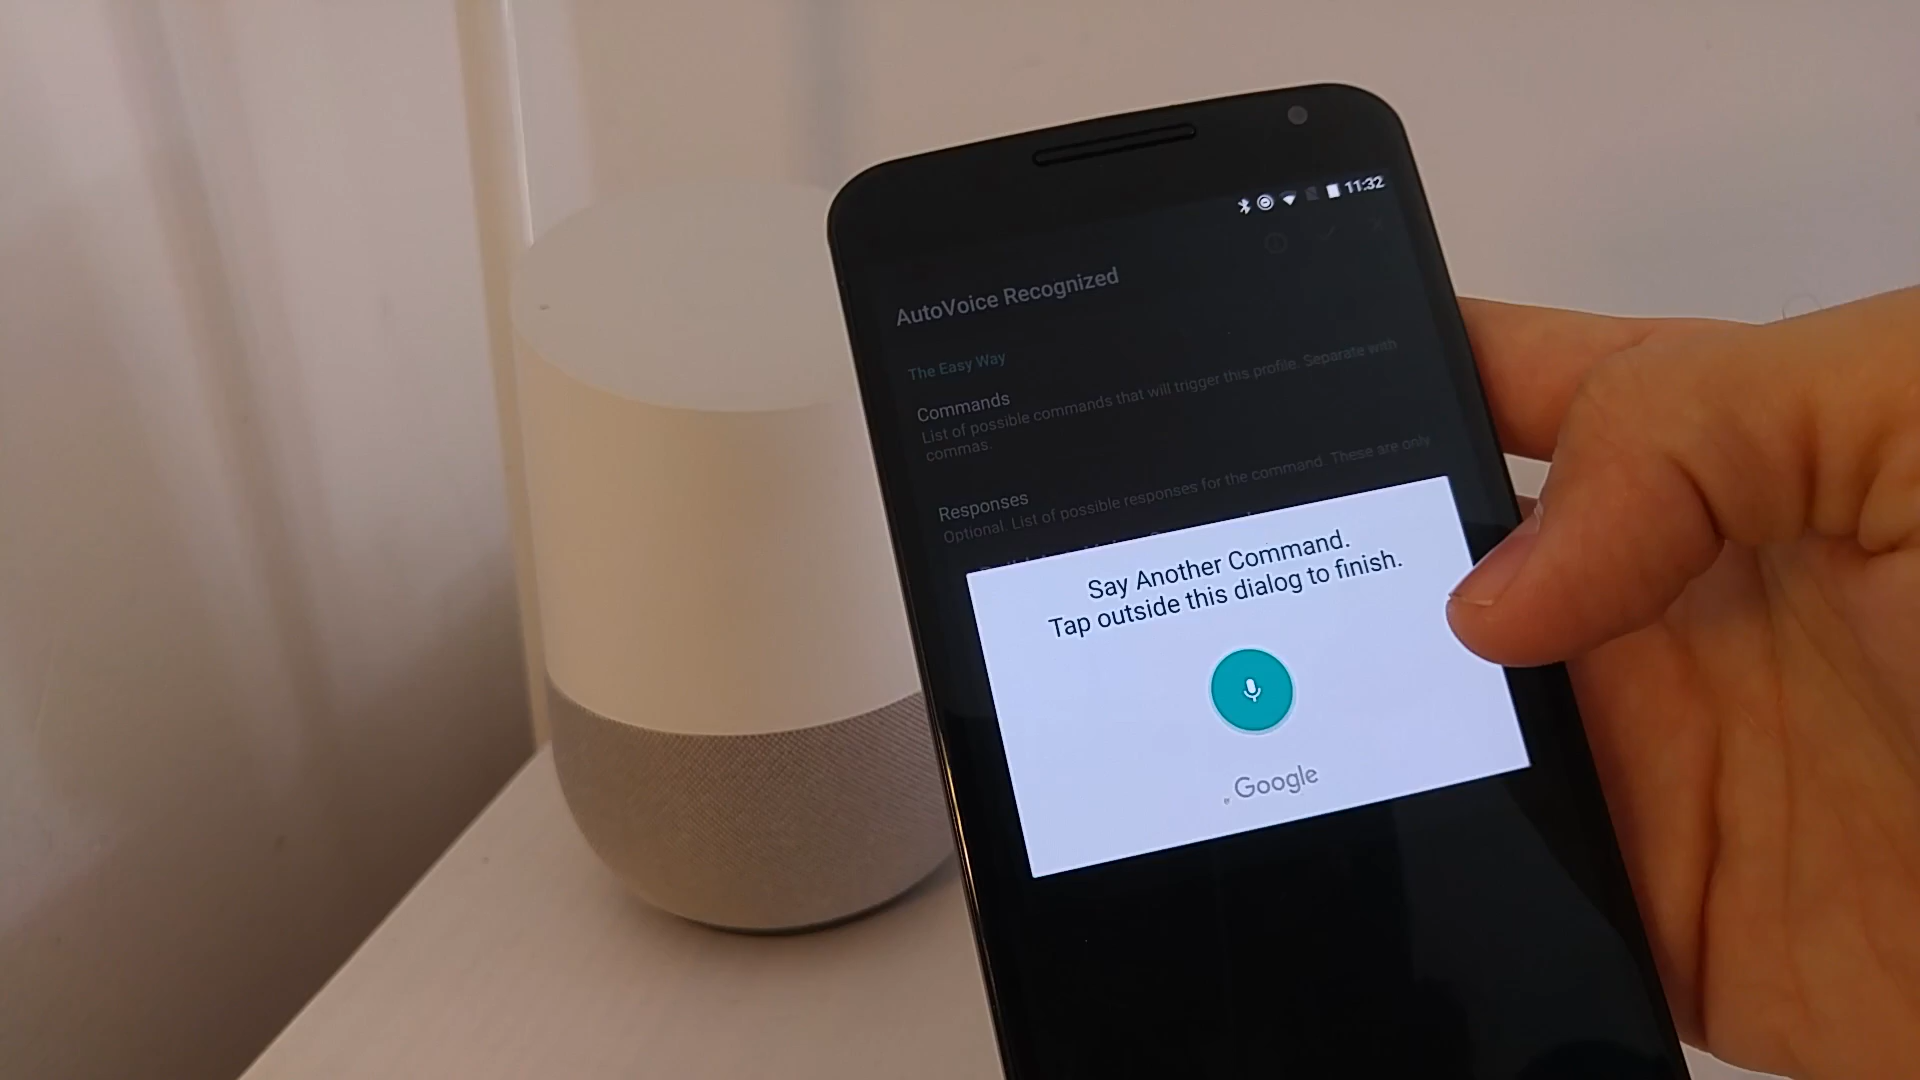 11:32
AutoVoice Recognized
The Easy Way
Commands
List of possible commands that will trigger this profile. Separate with
commas.
Responses
Optional. List of possible responses for the command. These are only
Say Another Command.
Tap outside this dialog to finish.
Google